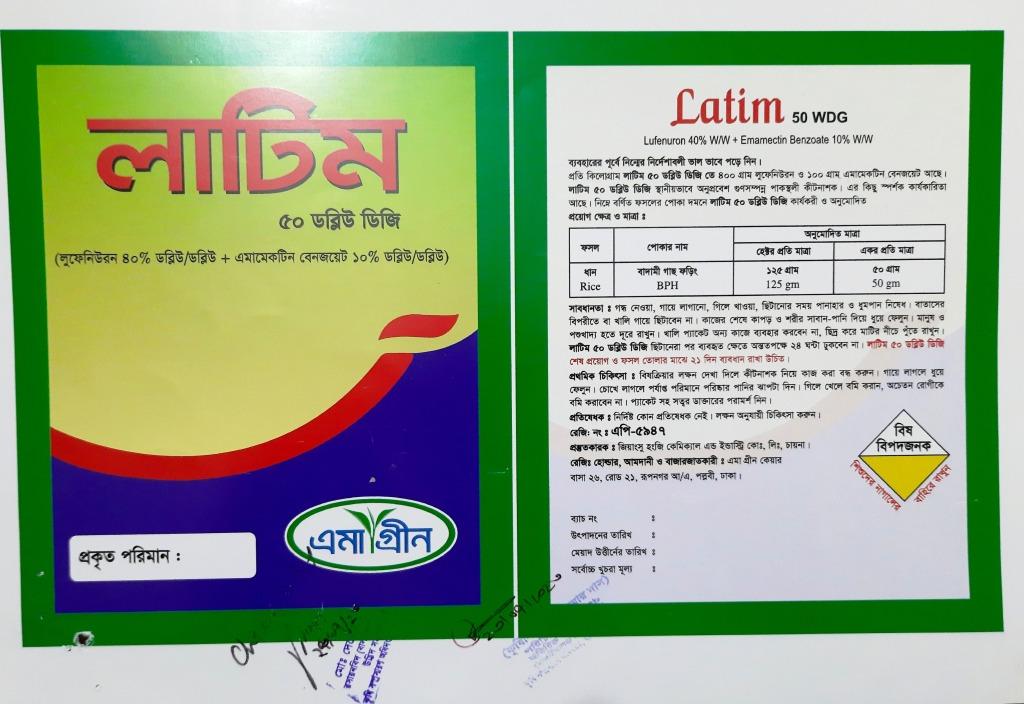 লাটিম
৫০ ডব্লিউ ডিজি
(লুফেনিউরন ৪০% ডব্লিউ/ডব্লিউ + এমামেকটিন বেনজয়েট ১০% ডব্লিউ/ডব্লিউ)
এমা গ্রীন
প্রকৃত পরিমান :
Latim 50 WDG
Lufenuron 40% W/W + Emamectin Benzoate 10% W/W
ব্যবহারের পূর্বে নিম্নের নির্দেশাবলী ভাল ভাবে পড়ে নিন।
প্রতি কিলোগ্রাম লাটিম ৫০ ডব্লিউ ডিজি তে ৪০০ গ্রাম লুফেনিউরন ও ১০০ গ্রাম এমামেকটিন বেনজয়েট আছে।
লাটিম ৫০ ডব্লিউ ডিজি স্থানীয়ভাবে অনুপ্রবেশ গুণসম্পন্ন পাকস্থলী কীটনাশক। এর কিছু স্পর্শক কার্যকারিতা
আছে। নিম্নে বর্ণিত ফসলের পোকা দমনে লাটিম ৫০ ডব্লিউ ডিজি কার্যকরী ও অনুমোদিত
প্রয়োগ ক্ষেত্র ও মাত্রা :
ফসল পোকার নাম অনুমোদিত মাত্রা
হেক্টর প্রতি মাত্রা একর প্রতি মাত্রা
ধান বাদামী গাছ ফড়িং ১২৫ গ্রাম ৫০ গ্রাম
Rice BPH 125 gm 50 gm
সাবধানতা : গন্ধ নেওয়া, গায়ে লাগানো, গিলে খাওয়া, ছিটানোর সময় পানাহার ও ধুমপান নিষেধ। বাতাসের
বিপরীতে বা খালি গায়ে ছিটাবেন না। কাজের শেষে কাপড় ও শরীর সাবান-পানি দিয়ে ধুয়ে ফেলুন। মানুষ ও
পশুখাদ্য হতে দূরে রাখুন। খালি প্যাকেট অন্য কাজে ব্যবহার করবেন না, ছিদ্র করে মাটির নীচে পুঁতে রাখুন।
লাটিম ৫০ ডব্লিউ ডিজি ছিটানের পর ব্যবহৃত ক্ষেতে অন্ততপক্ষে ২৪ ঘন্টা ঢুকবেন না। লাটিম ৫০ ডব্লিউ ডিজি
শেষ প্রয়োগ ও ফসল তোলার মাঝে ২১ দিন ব্যবধান রাখা উচিত।
প্রথমিক চিকিৎসা : বিষক্রিয়ার লক্ষন দেখা দিলে কীটনাশক নিয়ে কাজ করা বন্ধ করুন। গায়ে লাগলে ধুয়ে
ফেলুন। চোখে লাগলে পর্যাপ্ত পরিমানে পরিষ্কার পানির ঝাপটা দিন। গিলে খেলে বমি করান, অচেতন রোগীকে
বমি করাবেন না। প্যাকেট সহ সত্বর ডাক্তারের পরামর্শ নিন।
প্রতিষেধক : নির্দিষ্ট কোন প্রতিষেধক নেই। লক্ষন অনুযায়ী চিকিৎসা করুন।
রেজি: নং : এপি-৫৯৪৭
প্রস্তুতকারক : জিয়াংসু হংজি কেমিক্যাল এন্ড ইন্ডাস্ট্রি কোঃ, লিঃ, চায়না।
রেজিঃ হোল্ডার, আমদানী ও বাজারজাতকারী : এমা গ্রীন কেয়ার
বাসা ২৬, রোড ২১, রূপনগর আ/এ, পল্লবী, ঢাকা।
বিষ
বিপদজনক
শিশুদের নাগালের বাহিরে রাখুন
ব্যাচ নং :
উৎপাদনের তারিখ :
মেয়াদ উত্তীর্নের তারিখ :
সর্বোচ্চ খুচরা মূল্য :